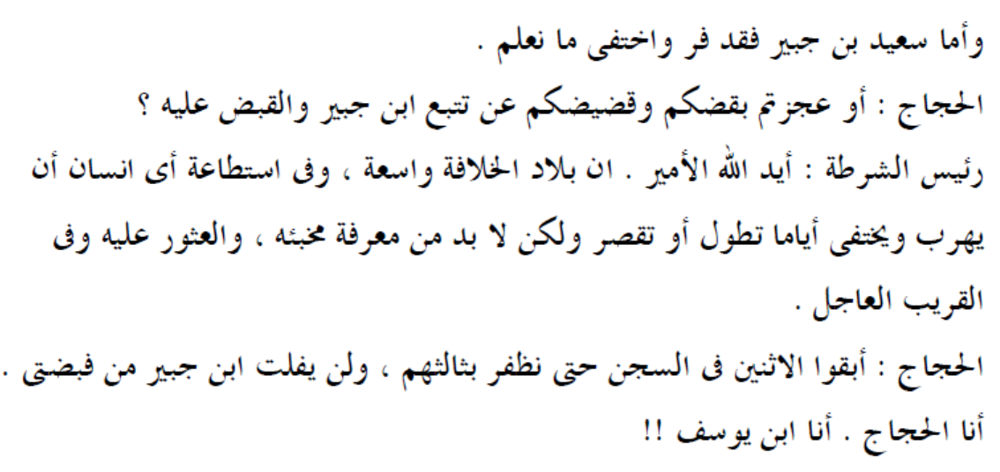 وأما سعيد بن جبير فقد فر واختفى ما نعلم .
الحجاج : أو عجزتم بقضكم وقضيضكم عن تتبع ابن جبير والقبض عليه ؟
رئيس الشرطة : أيد الله الأمير . ان بلاد الخلافة واسعة ، وفى استطاعة أى انسان أن
يهرب ويختفى أياما تطول أو تقصر ولكن لا بد من معرفة مخبئه ، والعثور عليه وفى
القريب العاجل .
الحجاج : أبقوا الاثنين فى السجن حتى نظفر بثالثهم ، ولن يفلت ابن جبير من فبضتى .
أنا الحجاج . أنا ابن يوسف !!